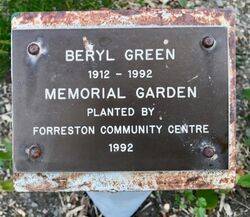 BERYL GREEN
1912 - 1992
MEMORIAL GARDEN
PLANTED BY
FORRESTON COMMUNITY CENTRE
1992